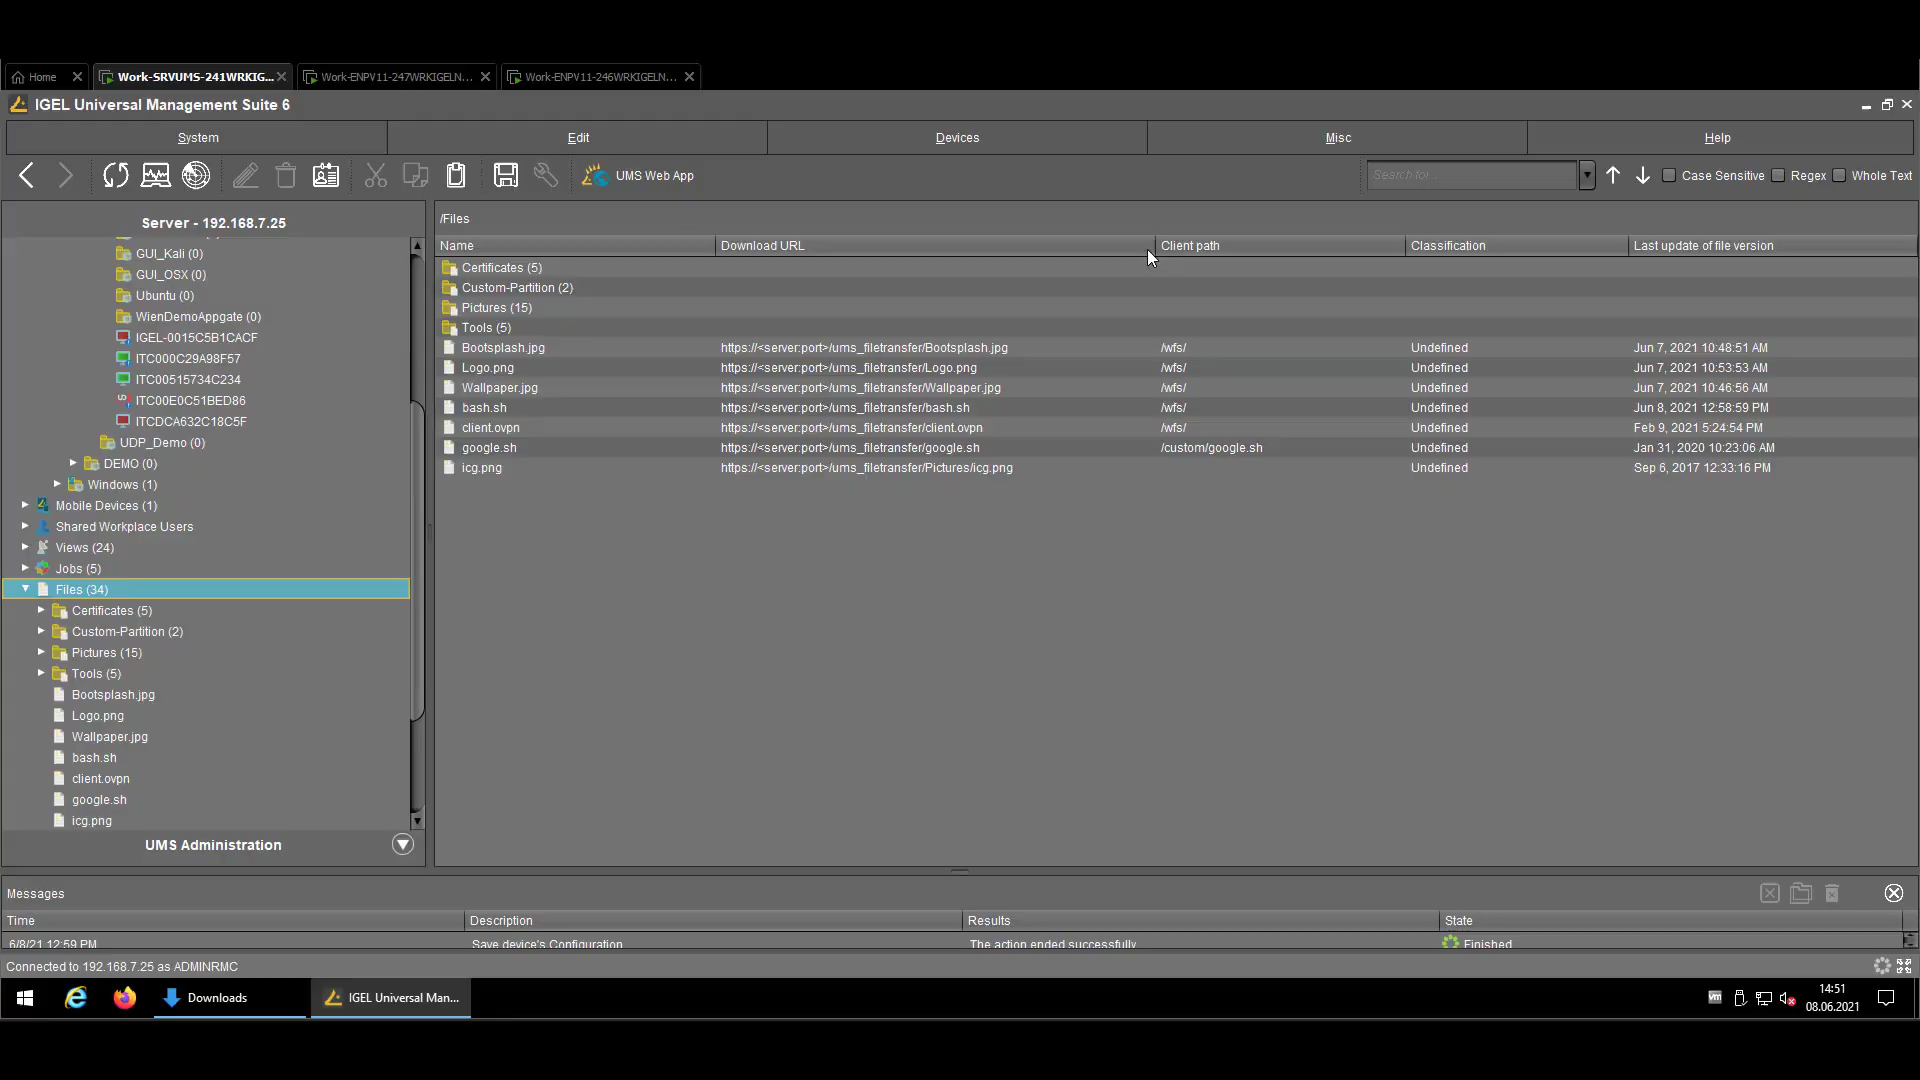 Home
Work-SRVUMS-241WRKIG...
Work-ENPV11-247WRKIGELN...
Work-ENPV11-246WRKIGELN...
IGEL Universal Management Suite 6
System
Edit
Devices
Misc
Help
UMS Web App
Search for...
Case Sensitive
Regex
Whole Text
Server - 192.168.7.25
GUI_Kali (0)
GUI_OSX (0)
Ubuntu (0)
WienDemoAppgate (0)
IGEL-0015C5B1CACF
ITC000C29A98F57
ITC00515734C234
ITC00E0C51BED86
ITCDCA632C18C5F
UDP_Demo (0)
DEMO (0)
Windows (1)
Mobile Devices (1)
Shared Workplace Users
Views (24)
Jobs (5)
Files (34)
Certificates (5)
Custom-Partition (2)
Pictures (15)
Tools (5)
Bootsplash.jpg
Logo.png
Wallpaper.jpg
bash.sh
client.ovpn
google.sh
icg.png
UMS Administration
/Files
Name Download URL Client path Classification Last update of file version
Certificates (5)
Custom-Partition (2)
Pictures (15)
Tools (5)
Bootsplash.jpg https://<server:port>/ums_filetransfer/Bootsplash.jpg /wfs/ Undefined Jun 7, 2021 10:48:51 AM
Logo.png https://<server:port>/ums_filetransfer/Logo.png /wfs/ Undefined Jun 7, 2021 10:53:53 AM
Wallpaper.jpg https://<server:port>/ums_filetransfer/Wallpaper.jpg /wfs/ Undefined Jun 7, 2021 10:46:56 AM
bash.sh https://<server:port>/ums_filetransfer/bash.sh /wfs/ Undefined Jun 8, 2021 12:58:59 PM
client.ovpn https://<server:port>/ums_filetransfer/client.ovpn /wfs/ Undefined Feb 9, 2021 5:24:54 PM
google.sh https://<server:port>/ums_filetransfer/google.sh /custom/google.sh Undefined Jan 31, 2020 10:23:06 AM
icg.png https://<server:port>/ums_filetransfer/Pictures/icg.png Undefined Sep 6, 2017 12:33:16 PM
Messages
Time Description Results State
6/8/21 12:59 PM Save device's Configuration The action ended successfully Finished
Connected to 192.168.7.25 as ADMINRMC
Downloads
IGEL Universal Man...
vm
14:51
08.06.2021